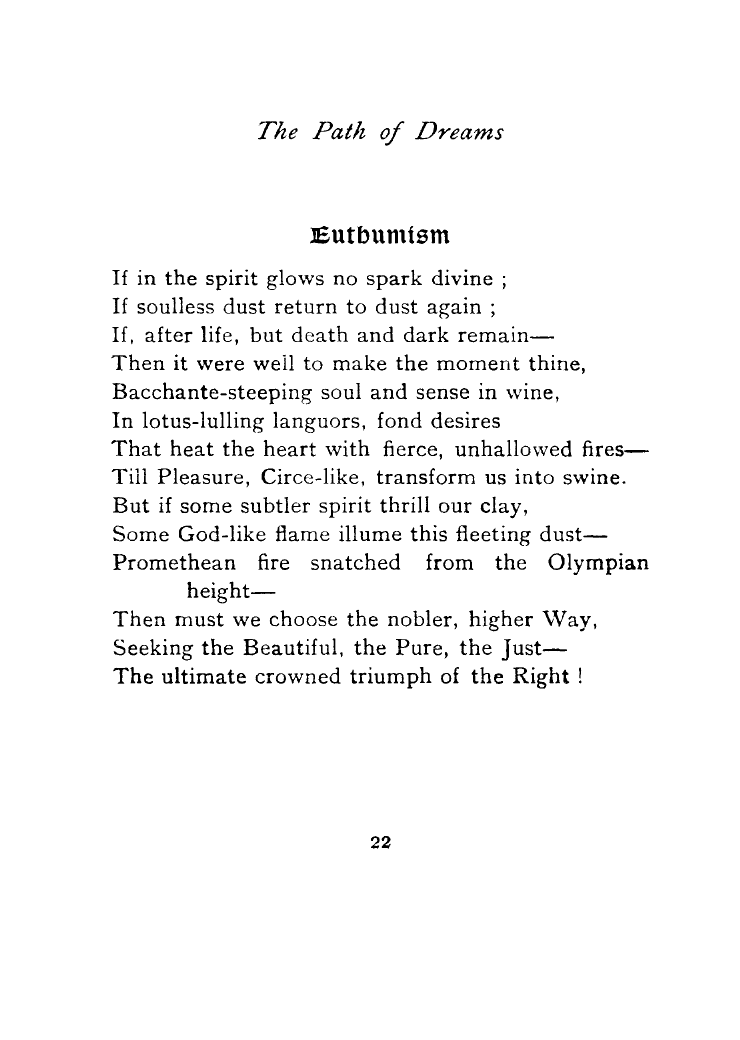 The Path of Dreams
Euthumism
If in the spirit glows no spark divine ;
If soulless dust return to dust again ;
If, after life, but death and dark remain—
Then it were well to make the moment thine,
Bacchante-steeping soul and sense in wine,
In lotus-lulling languors, fond desires
That heat the heart with fierce, unhallowed fires—
Till Pleasure, Circe-like, transform us into swine.
But if some subtler spirit thrill our clay,
Some God-like flame illume this fleeting dust—
Promethean fire snatched from the Olympian
height—
Then must we choose the nobler, higher Way,
Seeking the Beautiful, the Pure, the Just—
The ultimate crowned triumph of the Right !
22